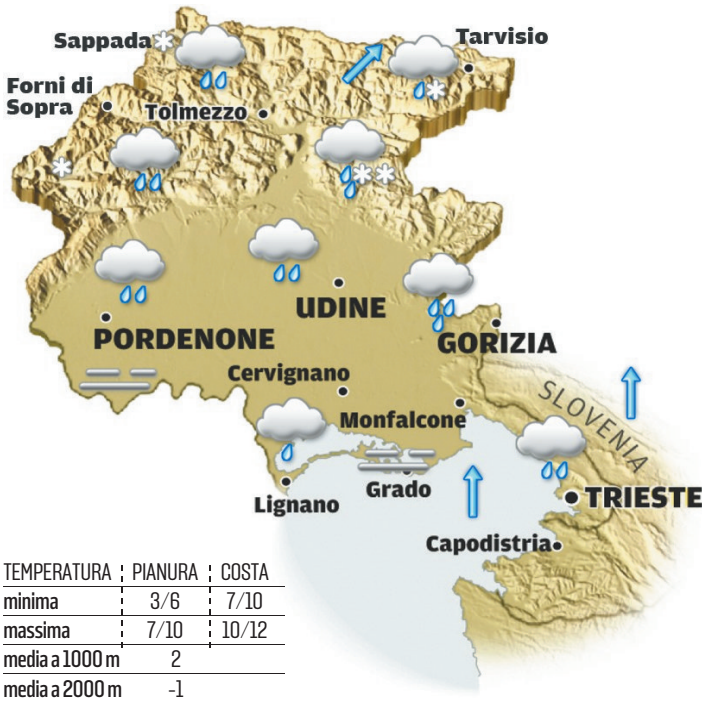 Sappada
Tarvisio
Forni di
Sopra
Tolmezzo
UDINE
PORDENONE
GORIZIA
Cervignano
SLOVENIA
Monfalcone
Grado
Lignano
TRIESTE
Capodistria
TEMPERATURA PIANURA COSTA
minima 3/6 7/10
massima 7/10 10/12
media a 1000 m 2
media a 2000 m -1